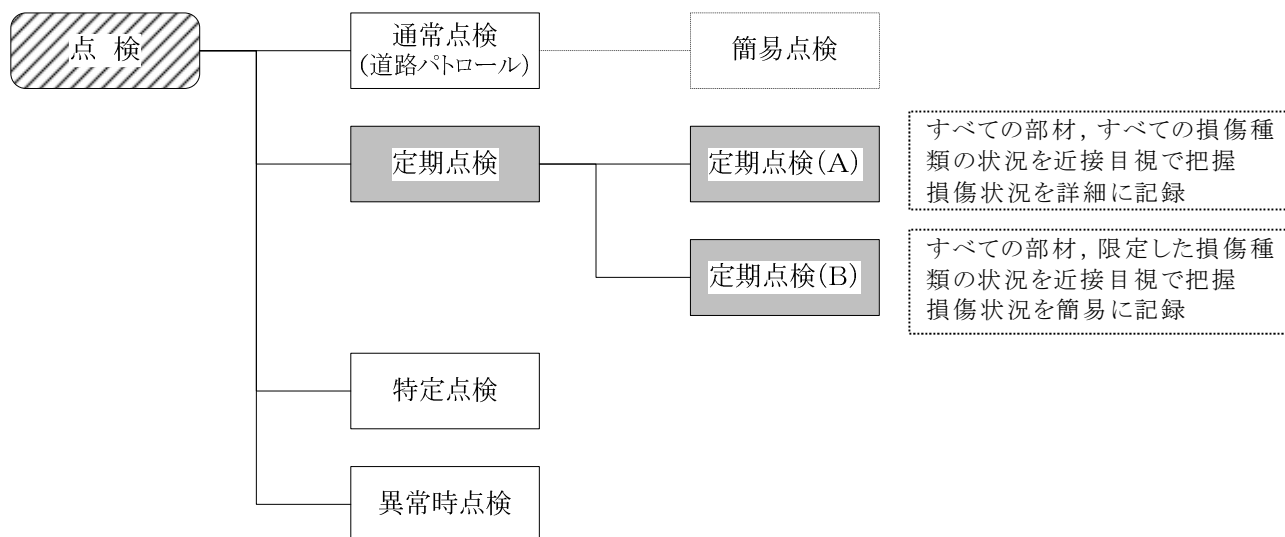 点 検
通常点検
(道路パトロール)
簡易点検
定期点検
定期点検(A)
すべての部材，すべての損傷種
類の状況を近接目視で把握
損傷状況を詳細に記録
定期点検(B)
すべての部材，限定した損傷種
類の状況を近接目視で把握
損傷状況を簡易に記録
特定点検
異常時点検